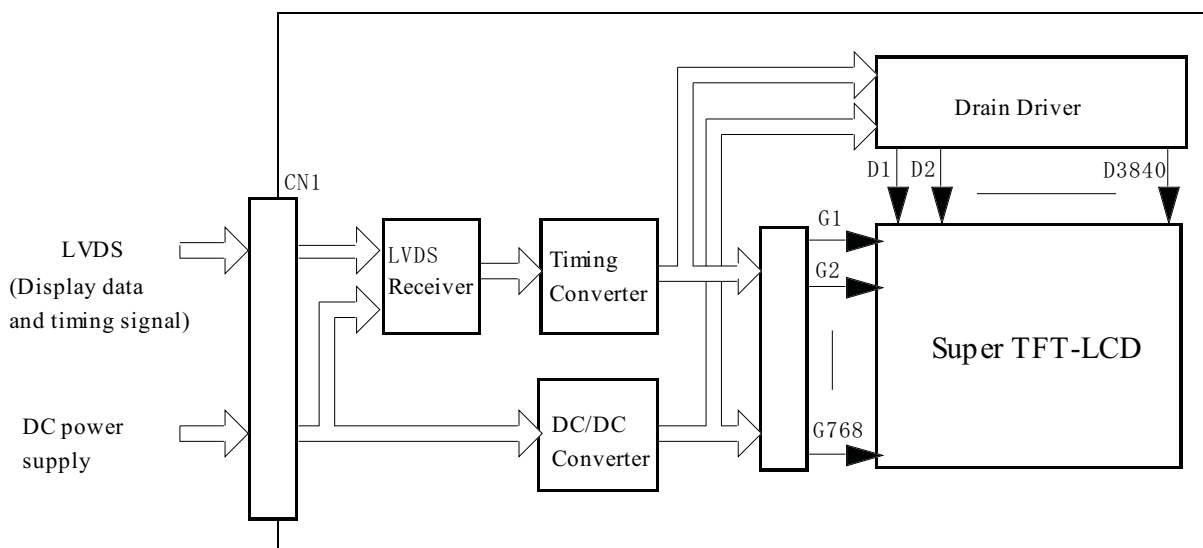 Drain Driver
D1
D2
D3840
CN1
LVDS
(Display data
and timing signal)
LVDS
Receiver
Timing
Converter
G1
G2
Super TFT-LCD
DC power
supply
DC/DC
Converter
G768